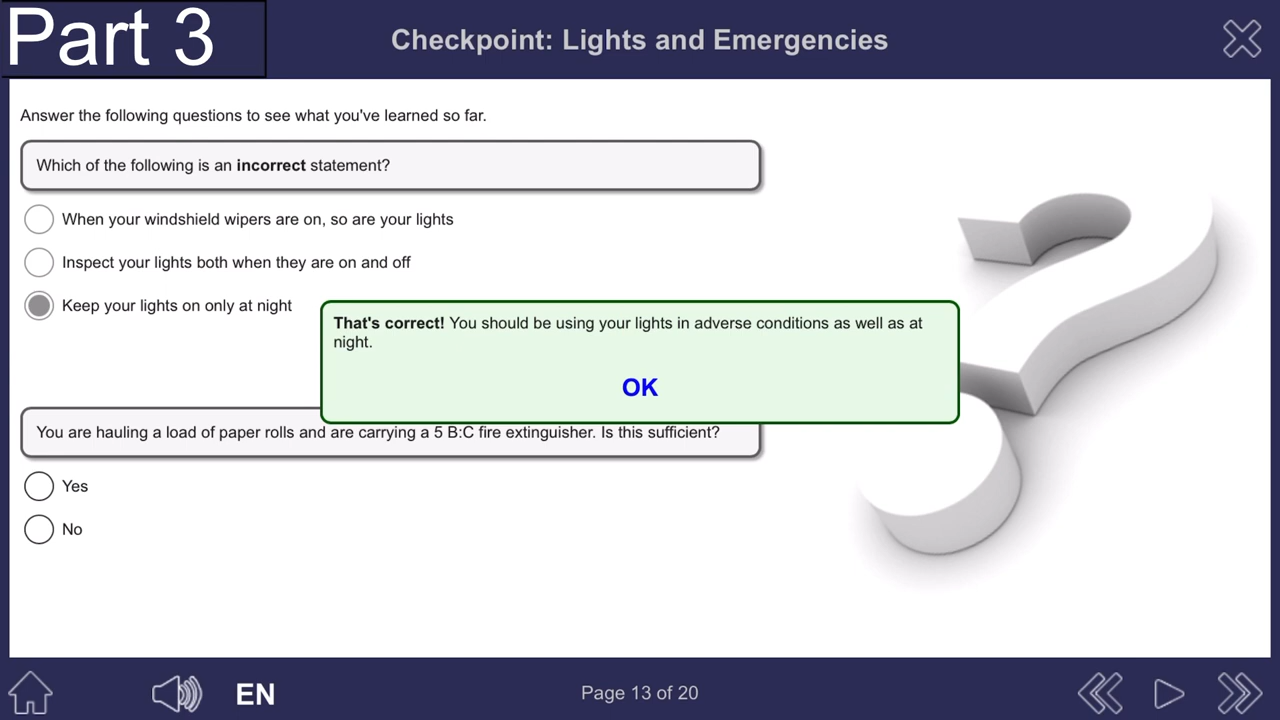 Part 3
Checkpoint: Lights and Emergencies
Answer the following questions to see what you've learned so far.
Which of the following is an incorrect statement?
When your windshield wipers are on, so are your lights
Inspect your lights both when they are on and off
Keep your lights on only at night
That's correct! You should be using your lights in adverse conditions as well as at
night.
OK
You are hauling a load of paper rolls and are carrying a 5 B:C fire extinguisher. Is this sufficient?
Yes
No
EN
Page 13 of 20